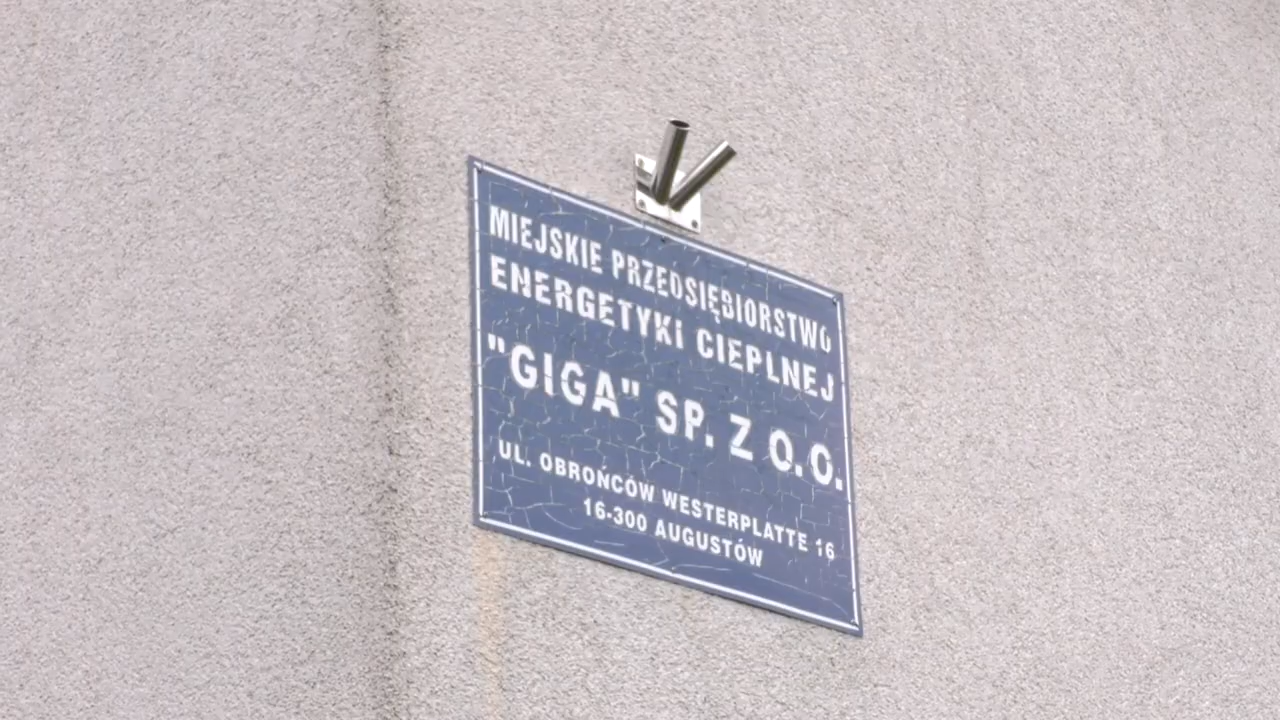 MIEJSKIE PRZEDSIĘBIORSTWO
ENERGETYKI CIEPLNEJ
"GIGA" SP. Z O.O.
UL. OBROŃCÓW WESTERPLATTE 16
16-300 AUGUSTÓW